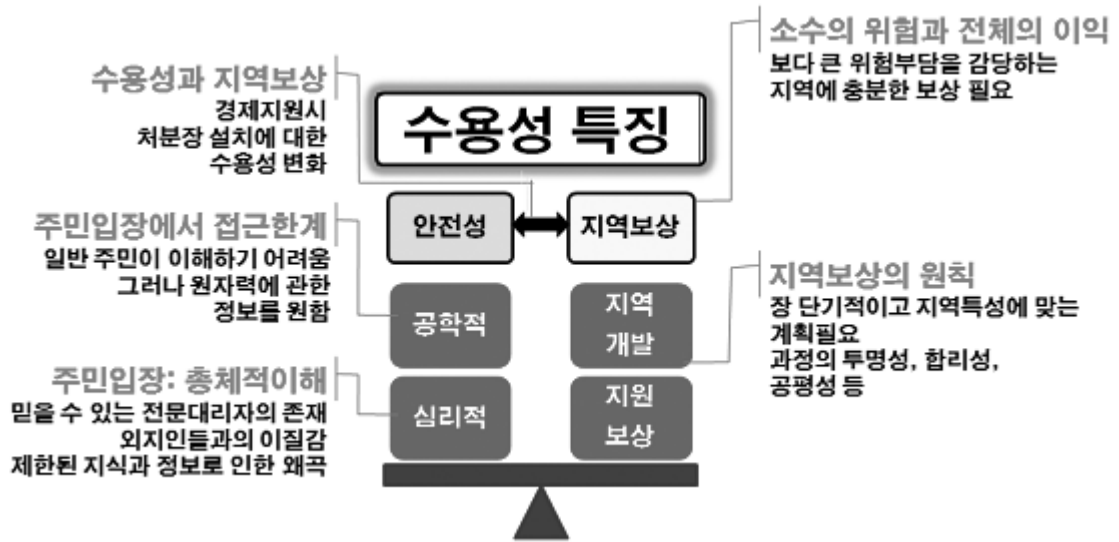 수용성 특징
수용성과 지역보상
경제지원시
처분장 설치에 대한
수용성 변화
주민입장에서 접근한계
일반 주민이 이해하기 어려움
그러나 원자력에 관한
정보를 원함
주민입장: 총체적이해
믿을 수 있는 전문대리자의 존재
외지인들과의 이질감
제한된 지식과 정보로 인한 왜곡
안전성
지역보상
공학적
지역
개발
심리적
지원
보상
소수의 위험과 전체의 이익
보다 큰 위험부담을 감당하는
지역에 충분한 보상 필요
지역보상의 원칙
장 단기적이고 지역특성에 맞는
계획필요
과정의 투명성, 합리성,
공평성 등